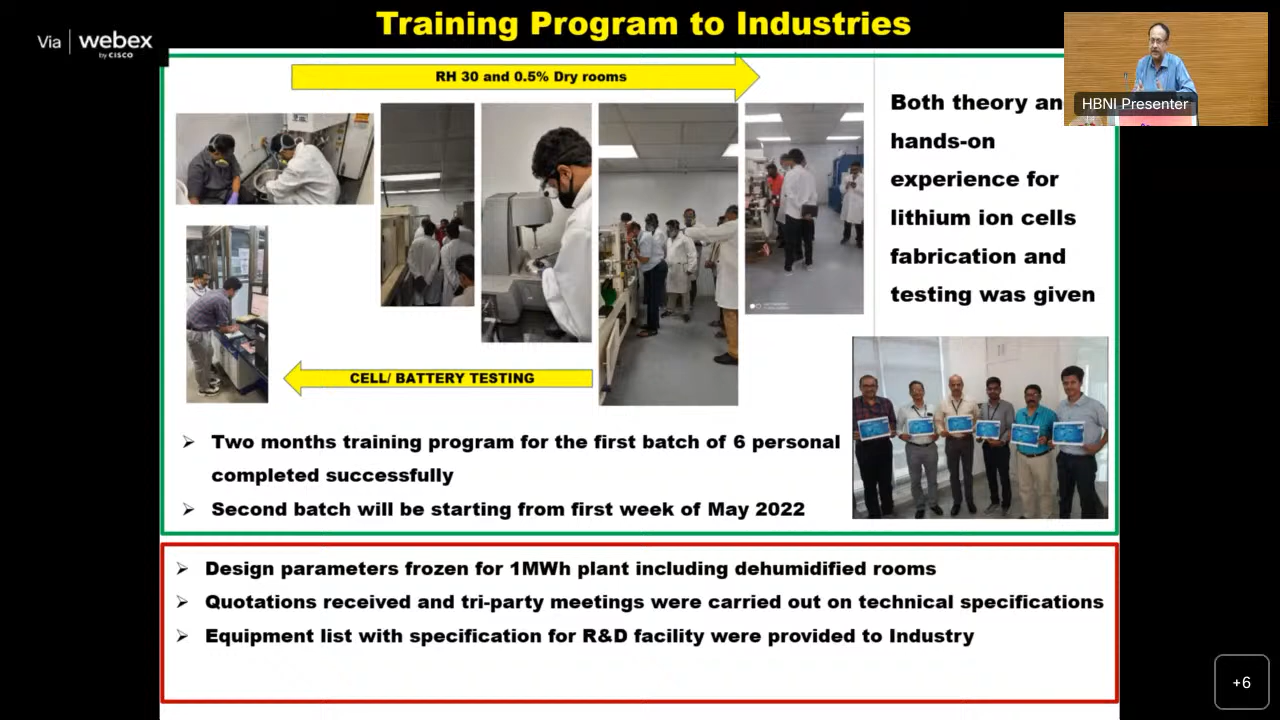 Training Program to Industries
Via webex
by CISCO
RH 30 and 0.5% Dry rooms
HBNI Presenter
Both theory an
hands-on
experience for
lithium ion cells
fabrication and
testing was given
CELL/ BATTERY TESTING
Two months training program for the first batch of 6 personal
completed successfully
Second batch will be starting from first week of May 2022
Design parameters frozen for 1MWh plant including dehumidified rooms
Quotations received and tri-party meetings were carried out on technical specifications
Equipment list with specification for R&D facility were provided to Industry
+6